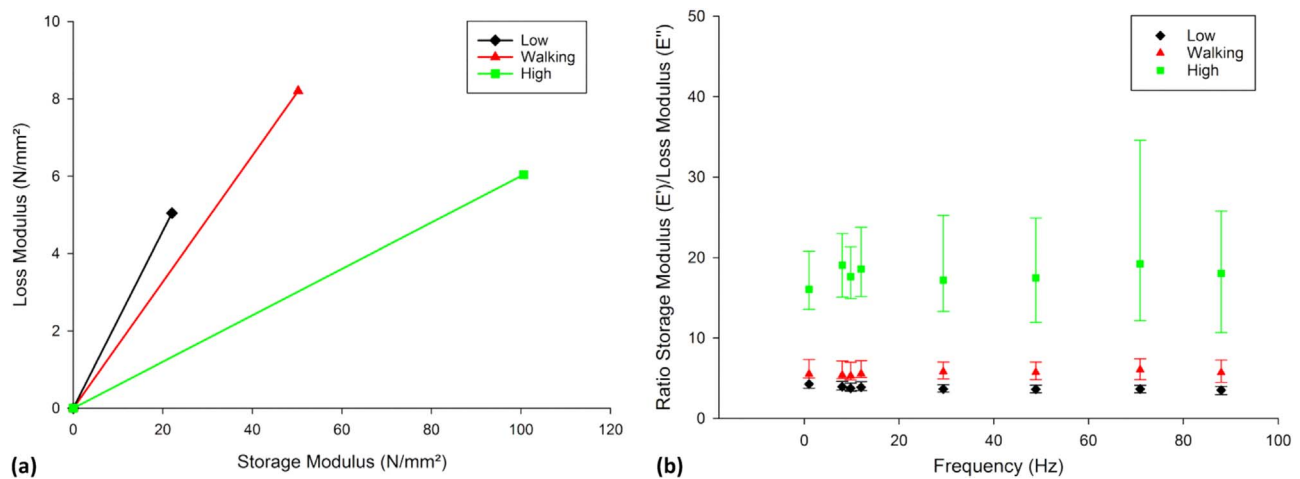 10
8
6
4
2
0
Loss Modulus (N/mm²)
Low
Walking
High
0
20
40
60
80
100
120
Storage Modulus (N/mm²)
(a)
50
40
30
20
10
0
Ratio Storage Modulus (E')/Loss Modulus (E'')
Low
Walking
High
0
20
40
60
80
100
Frequency (Hz)
(b)